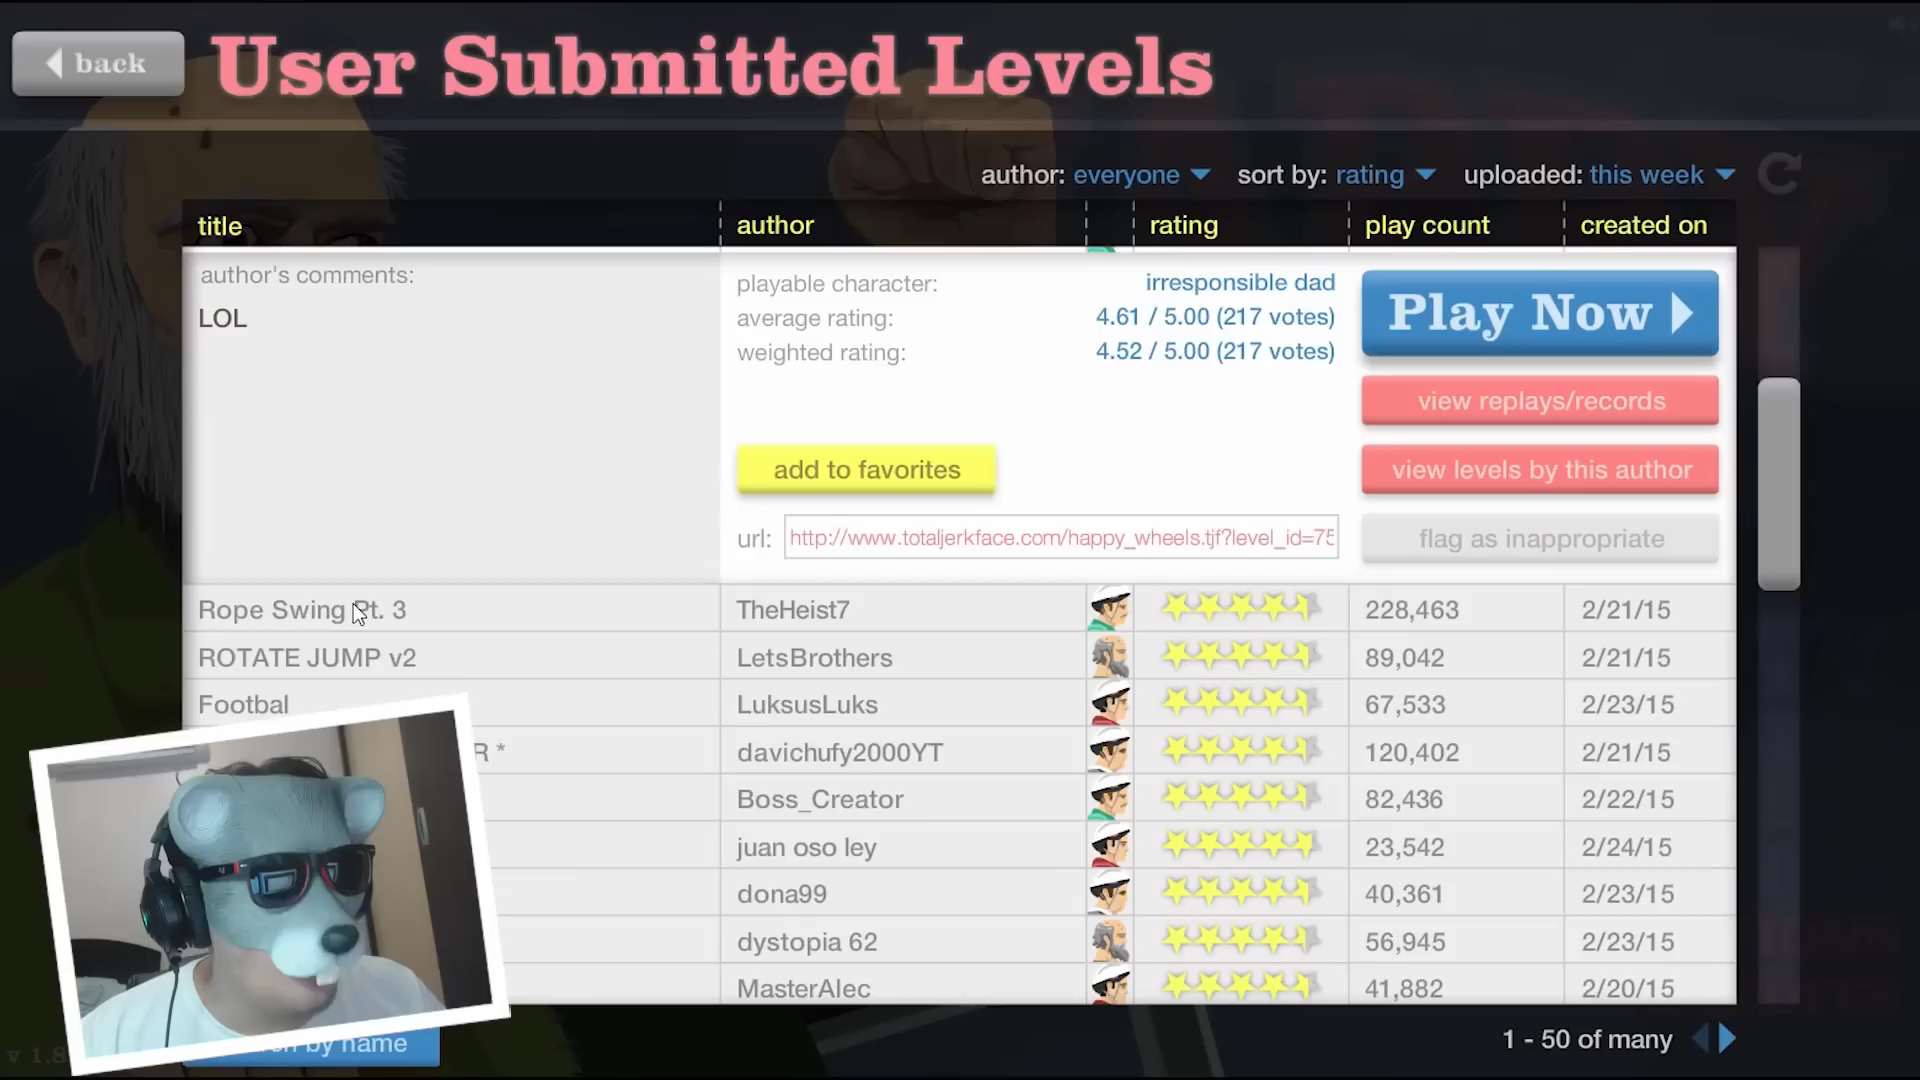 back
User Submitted Levels
author: everyone sort by: rating uploaded: this week
title author rating play count created on
author's comments:
LOL
playable character: irresponsible dad
average rating: 4.61 / 5.00 (217 votes)
weighted rating: 4.52 / 5.00 (217 votes)
Play Now
view replays/records
add to favorites
view levels by this author
url: http://www.totaljerkface.com/happy_wheels.tjf?level_id=75
flag as inappropriate
Rope Swing Pt. 3 TheHeist7 228,463 2/21/15
ROTATE JUMP v2 LetsBrothers 89,042 2/21/15
Footbal LuksusLuks 67,533 2/23/15
R * davichufy2000YT 120,402 2/21/15
Boss_Creator 82,436 2/22/15
juan oso ley 23,542 2/24/15
dona99 40,361 2/23/15
dystopia 62 56,945 2/23/15
MasterAlec 41,882 2/20/15
by name
1 - 50 of many